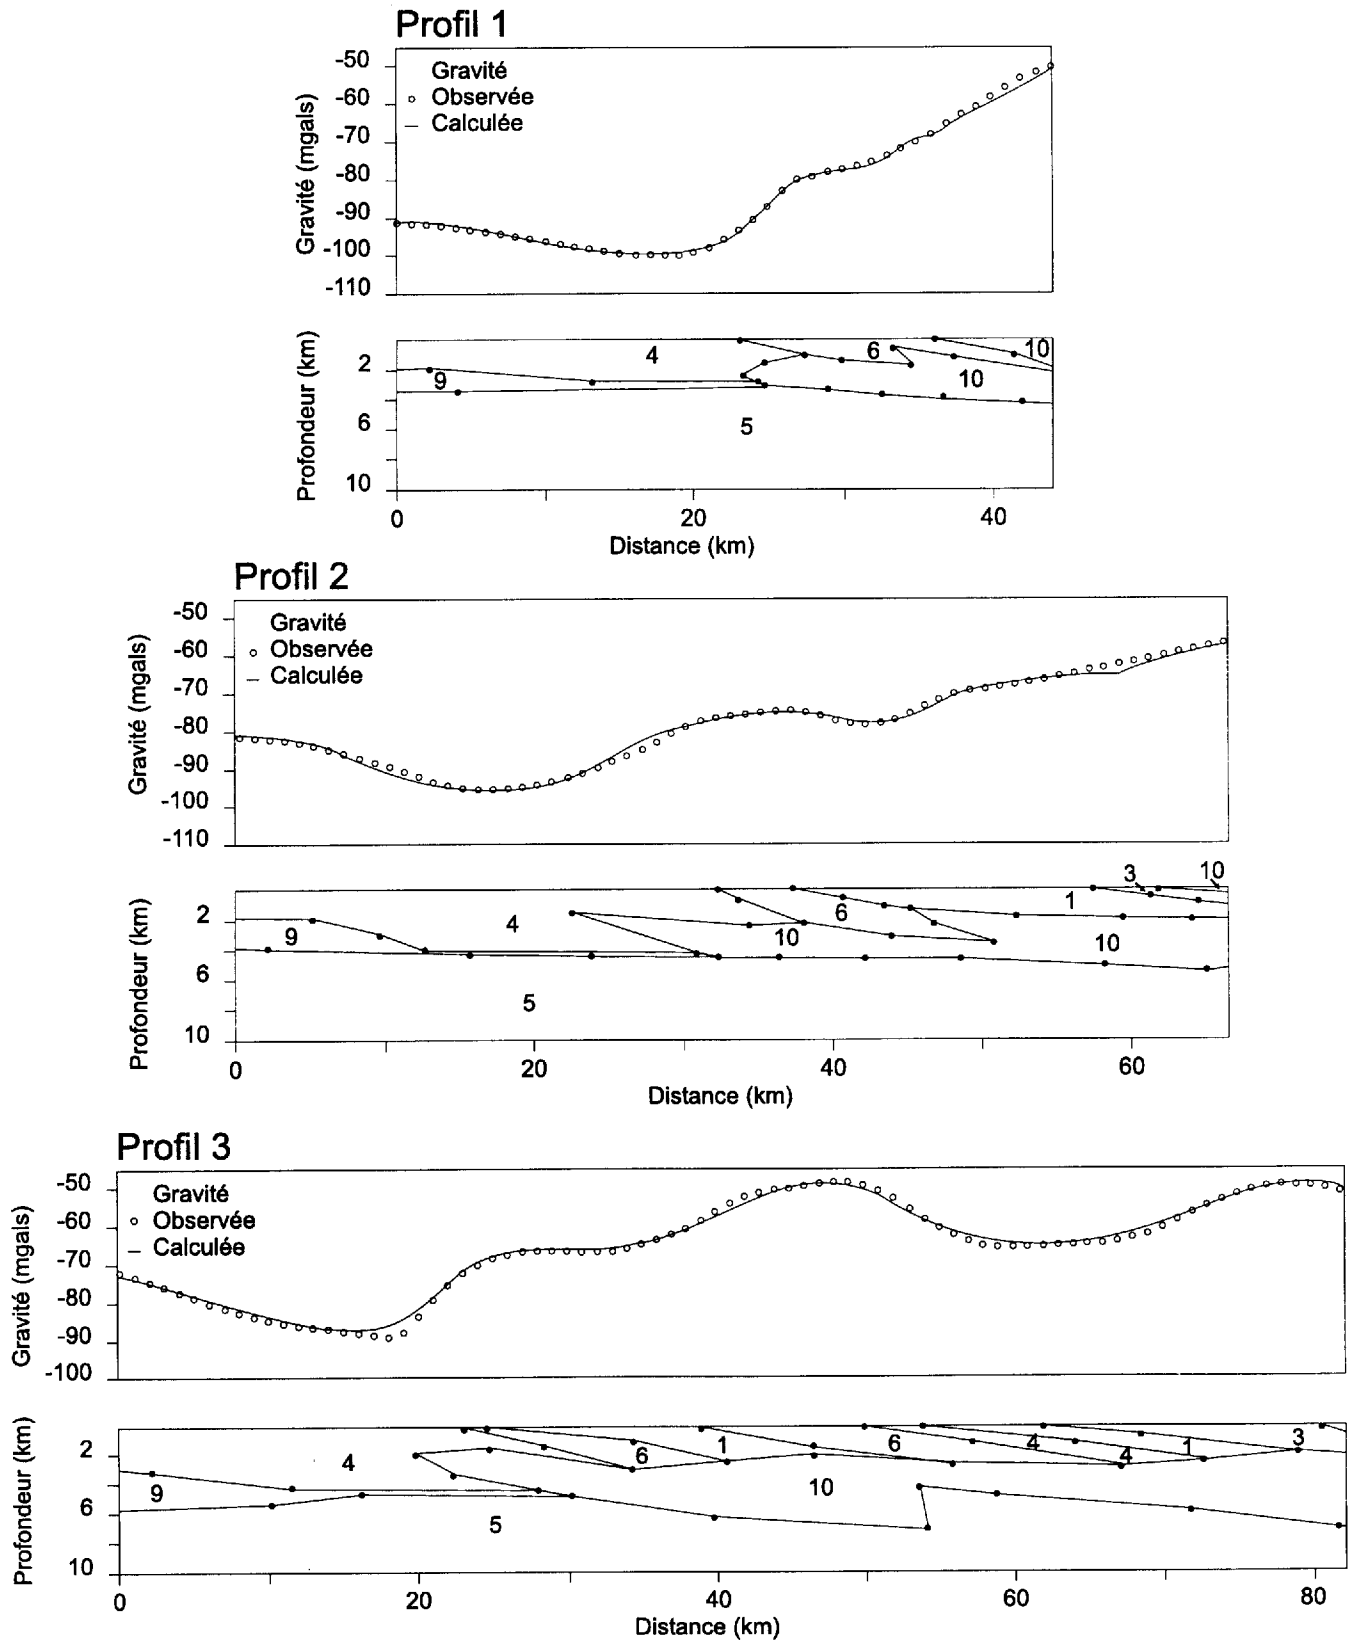 Profil 1
Gravité (mgals)
-50
-60
-70
-80
-90
-100
-110
Gravité
Observée
Calculée
Profondeur (km)
2
6
10
4
9
5
6
10
10
0 20 40
Distance (km)
Profil 2
Gravité (mgals)
-50
-60
-70
-80
-90
-100
-110
Gravité
Observée
Calculée
Profondeur (km)
2
6
10
9
4
5
10
6
1
3
10
10
0 20 40 60
Distance (km)
Profil 3
Gravité (mgals)
-50
-60
-70
-80
-90
-100
Gravité
Observée
Calculée
Profondeur (km)
2
6
10
9
4
5
6
1
10
6
4
4
1
3
0 20 40 60 80
Distance (km)